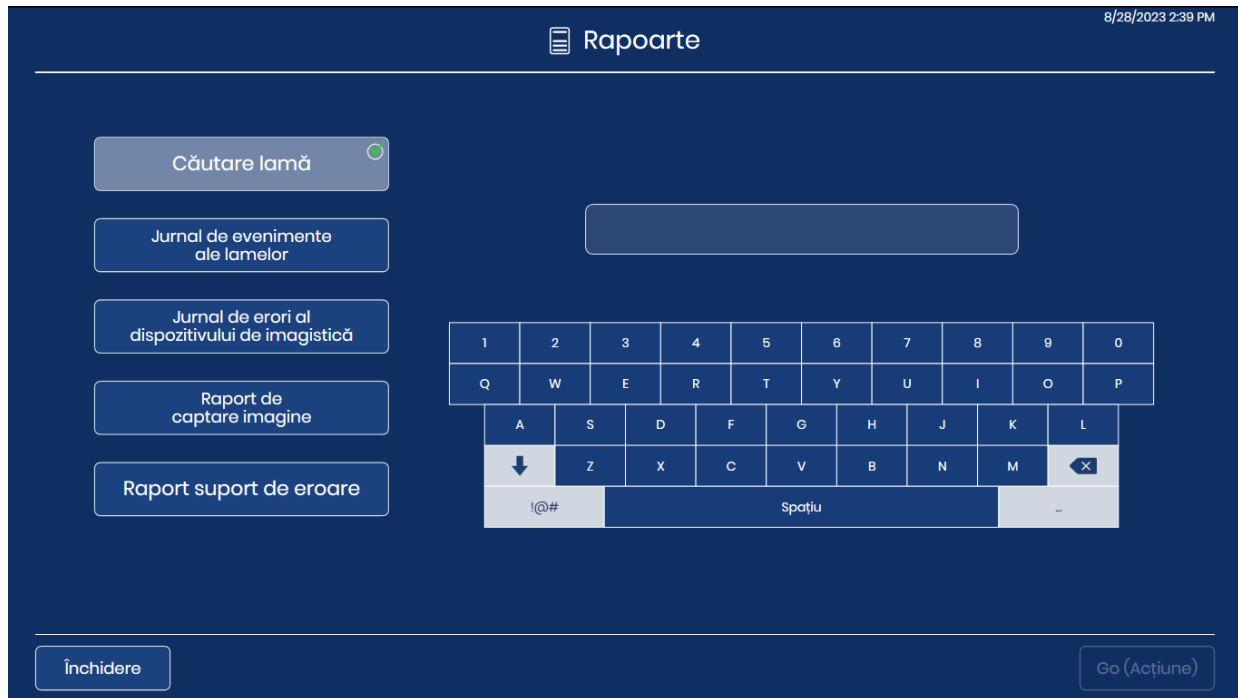 8/28/2023 2:39 PM
Rapoarte
Căutare lamă
Jurnal de evenimente
ale lamelor
Jurnal de erori al
dispozitivului de imagistică
Raport de
captare imagine
Raport suport de eroare
1 2 3 4 5 6 7 8 9 0
Q W E R T Y U I O P
A S D F G H J K L
Z X C V B N M
!@# Spațiu ...
Închidere
Go (Acțiune)